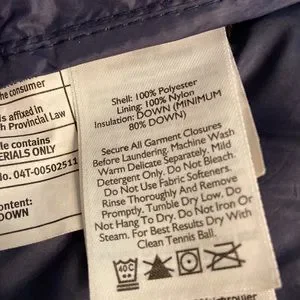 the consumer
is affixed in
h Provincial Law
le contains
ERIALS ONLY
No. 04T-00502511
ontent:
DOWN
Shell: 100% Polyester
Lining: 100% Nylon
Insulation: DOWN (MINIMUM
80% DOWN)
Secure All Garment Closures
Before Laundering. Machine Wash
Warm Delicate Separately. Mild
Detergent Only. Do Not Bleach.
Do Not Use Fabric Softeners.
Rinse Thoroughly And Remove
Promptly. Tumble Dry Low. Do
Not Hang To Dry. Do Not Iron Or
Steam. For Best Results Dry With
Clean Tennis Ball.
40C